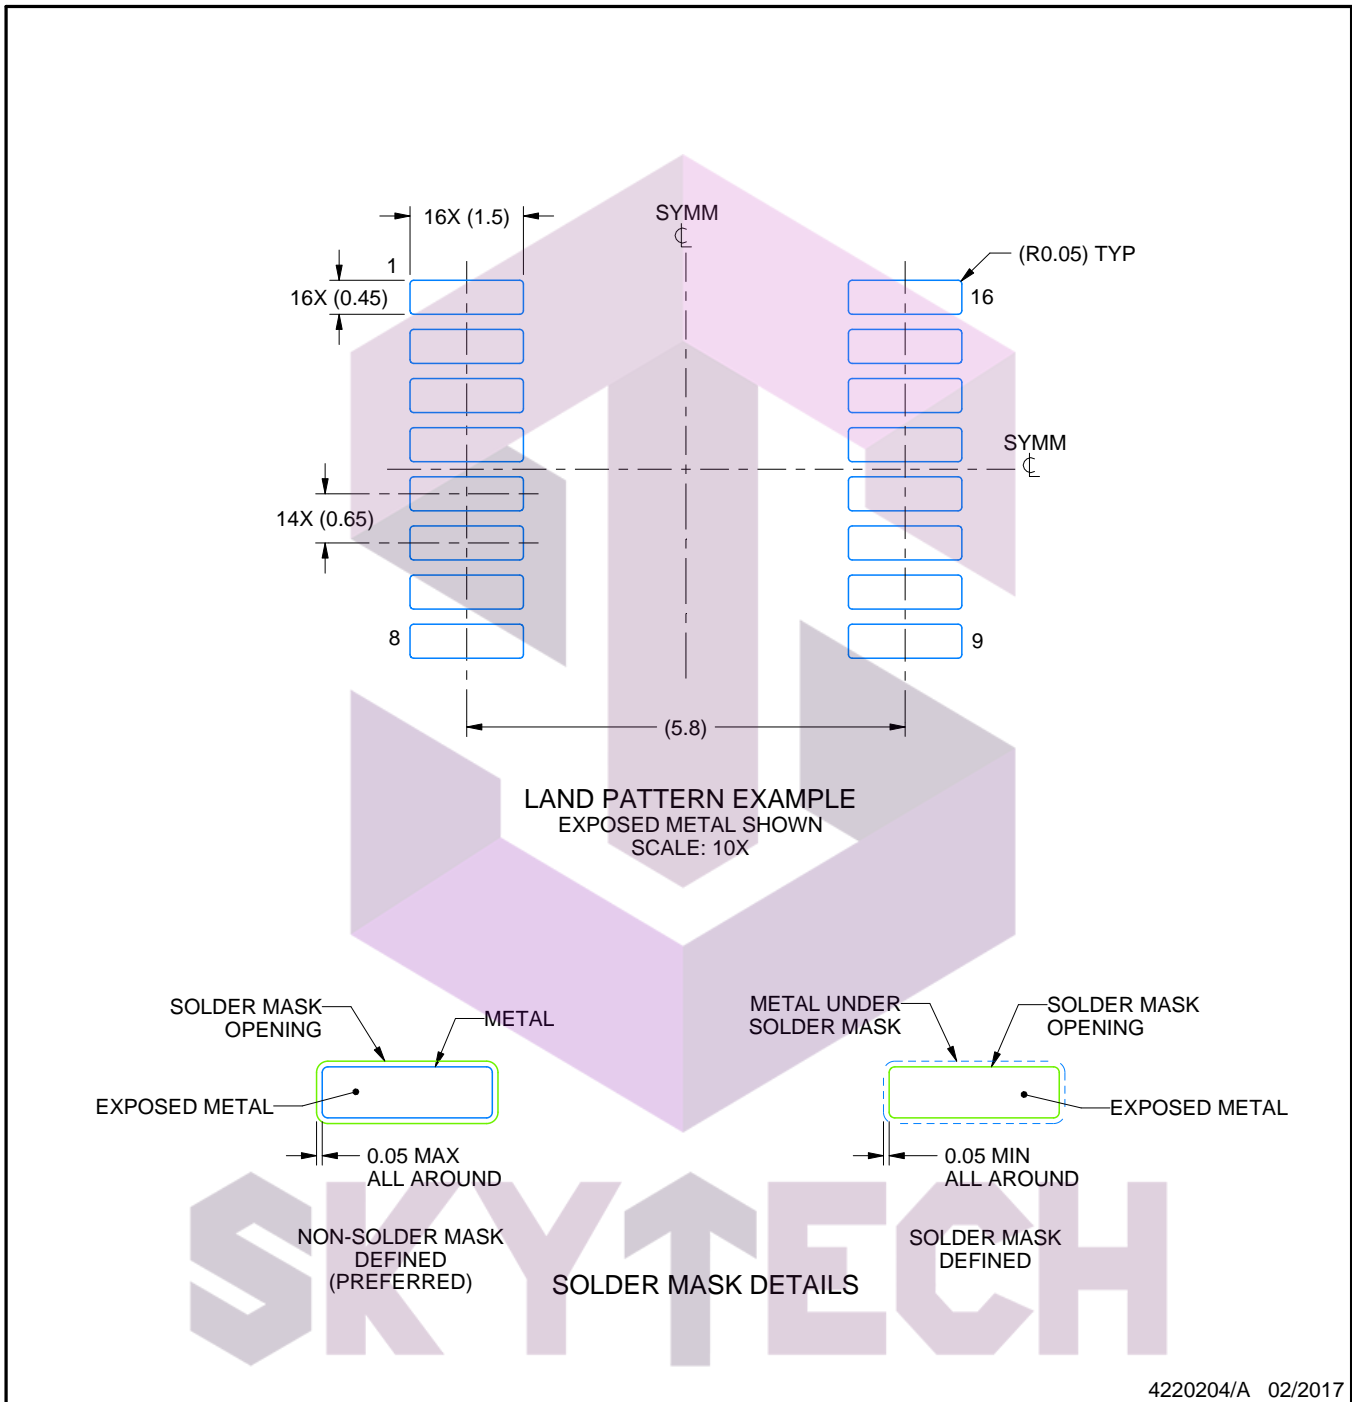 SYMM
℄
16X (1.5)
(R0.05) TYP
1
16X (0.45)
16
SYMM
℄
14X (0.65)
8
9
(5.8)
LAND PATTERN EXAMPLE
EXPOSED METAL SHOWN
SCALE: 10X
SOLDER MASK
OPENING
METAL
EXPOSED METAL
0.05 MAX
ALL AROUND
NON-SOLDER MASK
DEFINED
(PREFERRED)
METAL UNDER
SOLDER MASK
SOLDER MASK
OPENING
EXPOSED METAL
0.05 MIN
ALL AROUND
SOLDER MASK
DEFINED
SOLDER MASK DETAILS
SKYTECH
4220204/A 02/2017